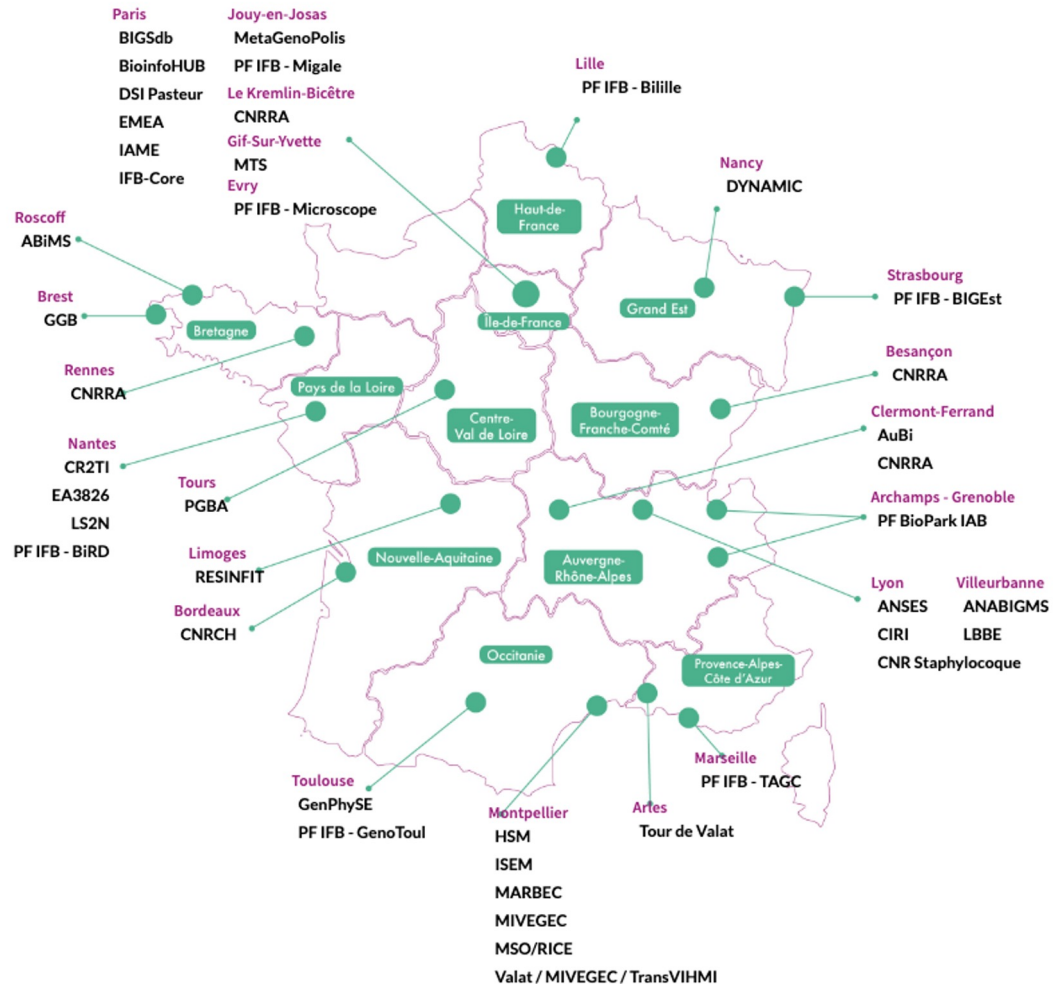 Paris
BIGSdb
BioinfoHUB
DSI Pasteur
EMEA
IAME
IFB-Core
Jouy-en-Josas
MetaGenoPolis
PF IFB - Migale
Le Kremlin-Bicêtre
CNRRA
Gif-Sur-Yvette
MTS
Evry
PF IFB - Microscope
Lille
PF IFB - Bilille
Nancy
DYNAMIC
Roscoff
ABiMS
Brest
GGB
Rennes
CNRRA
Nantes
CR2TI
EA3826
LS2N
PF IFB - BiRD
Tours
PGBA
Limoges
RESINFIT
Bordeaux
CNRCH
Haut-de-
France
Île-de-France
Grand Est
Bretagne
Pays de la Loire
Centre-
Val de Loire
Bourgogne-
Franche-Comté
Nouvelle-Aquitaine
Auvergne-
Rhône-Alpes
Occitanie
Provence-Alpes-
Côte d'Azur
Strasbourg
PF IFB - BIGEst
Besançon
CNRRA
Clermont-Ferrand
AuBi
CNRRA
Archamps - Grenoble
PF BioPark IAB
Lyon
ANSES
CIRI
CNR Staphylocoque
Villeurbanne
ANABIGMS
LBBE
Toulouse
GenPhySE
PF IFB - GenoToul
Montpellier
HSM
ISEM
MARBEC
MIVEGEC
MSO/RICE
Valat / MIVEGEC / TransVIHMI
Arles
Tour de Valat
Marseille
PF IFB - TAGC